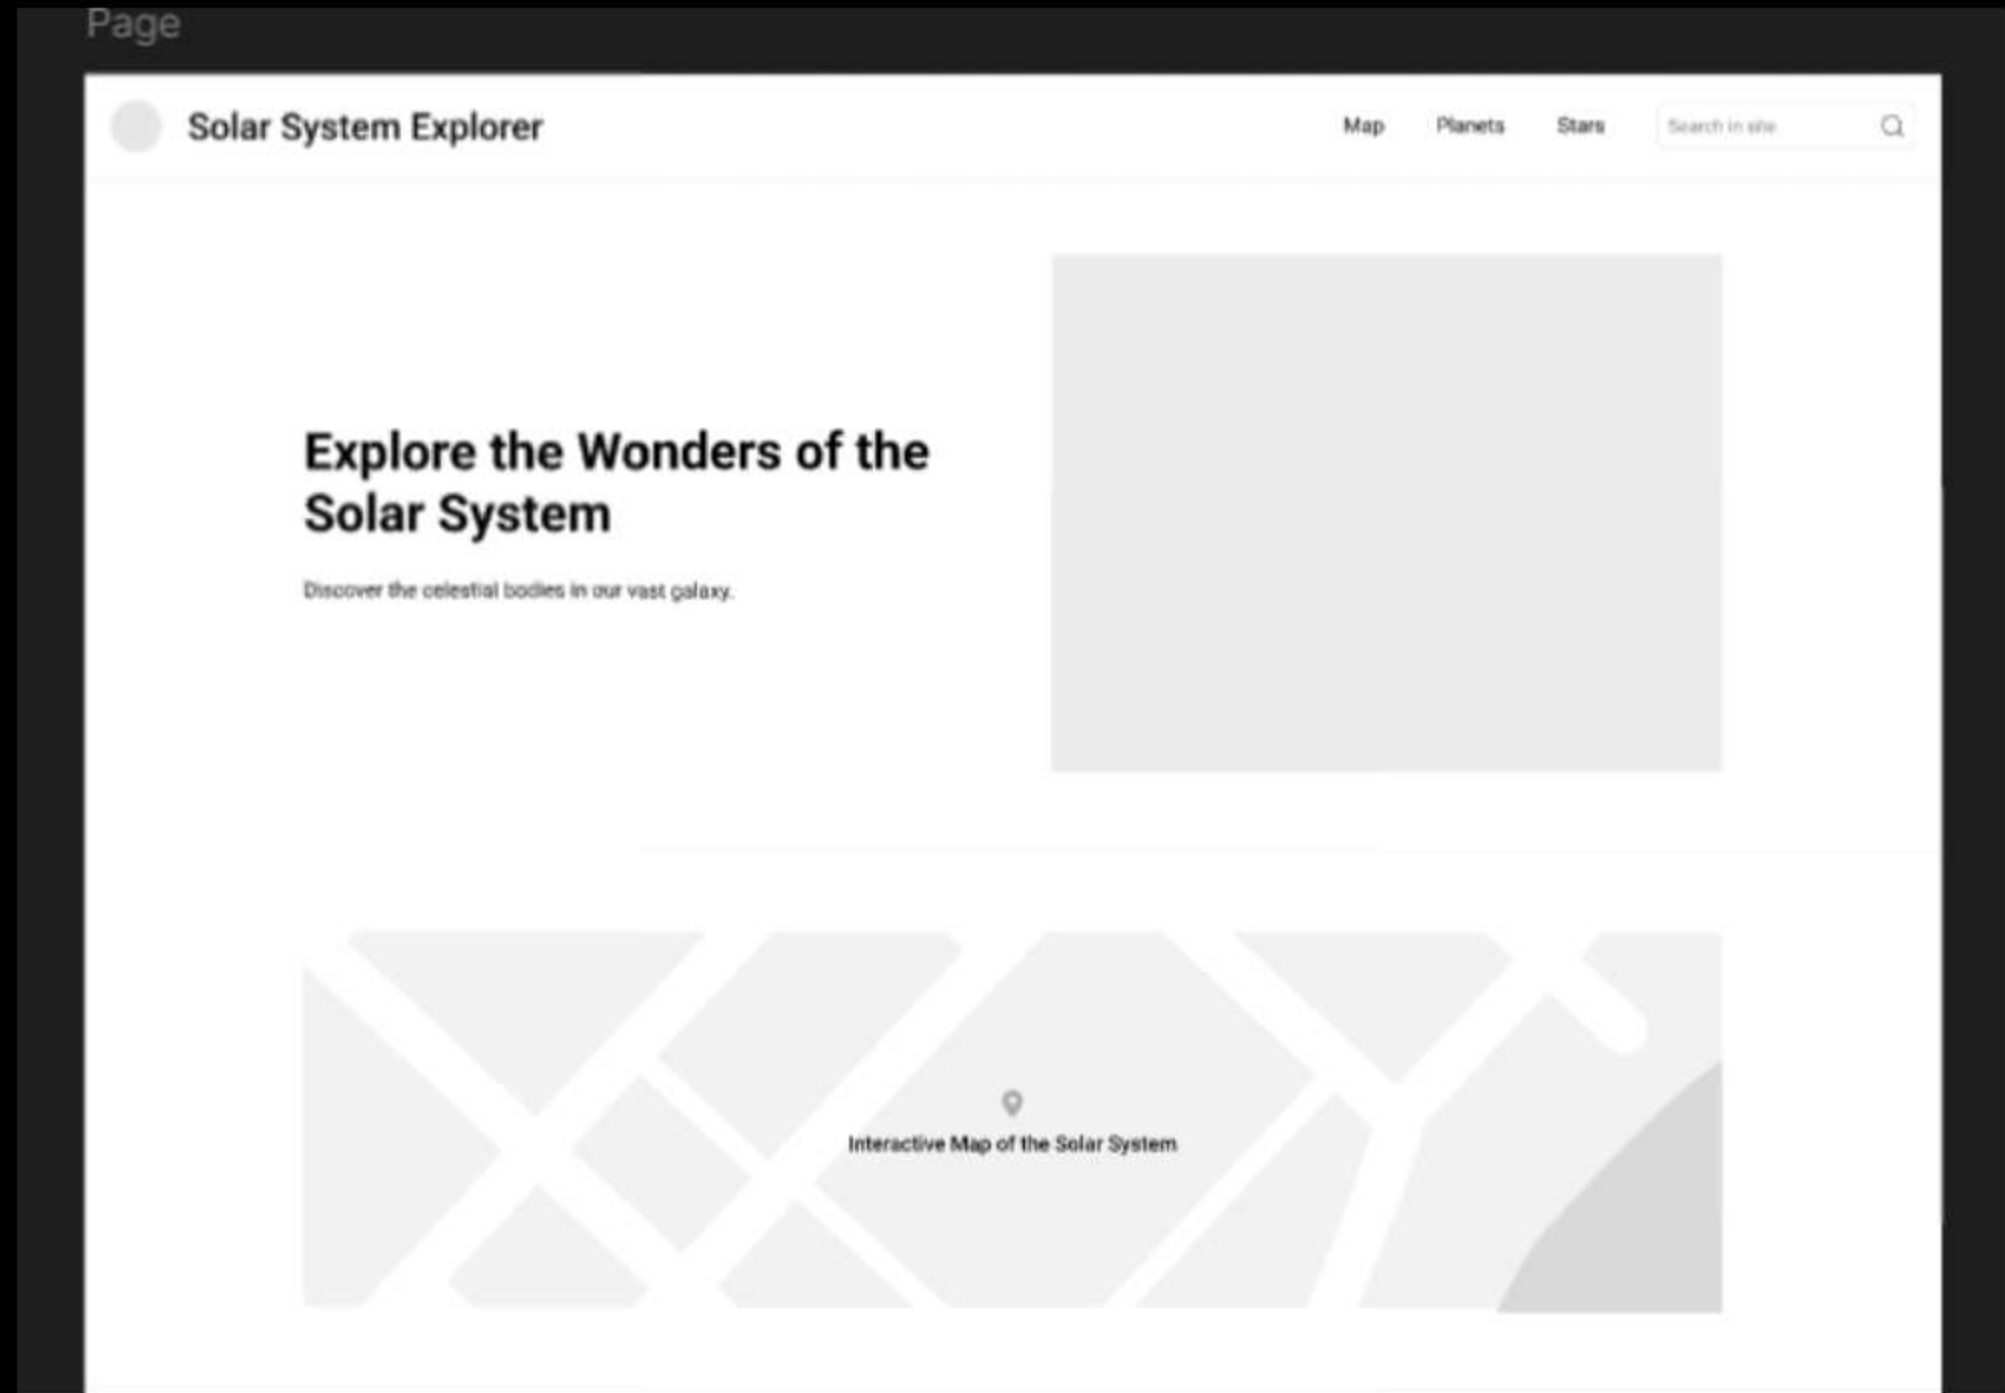 Page
Solar System Explorer
Map
Planets
Stars
Search in site
Explore the Wonders of the
Solar System
Discover the celestial bodies in our vast galaxy.
Interactive Map of the Solar System